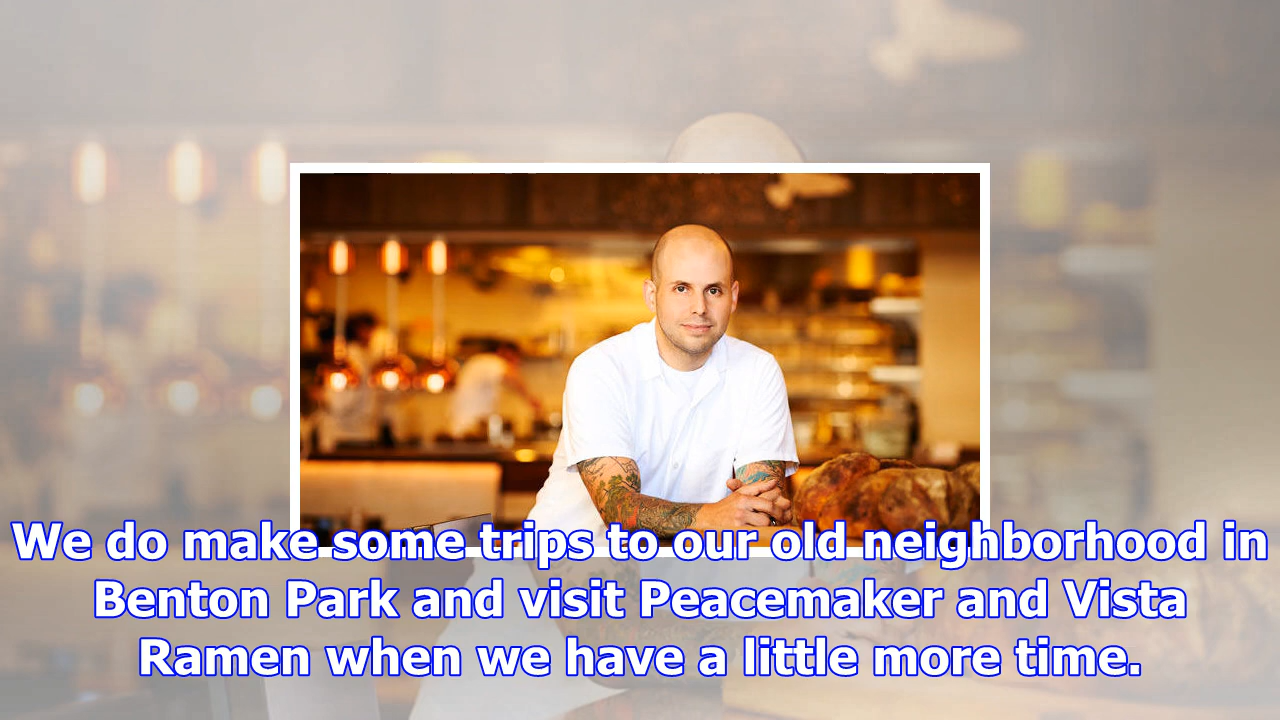 We do make some trips to our old neighborhood in
Benton Park and visit Peacemaker and Vista
Ramen when we have a little more time.